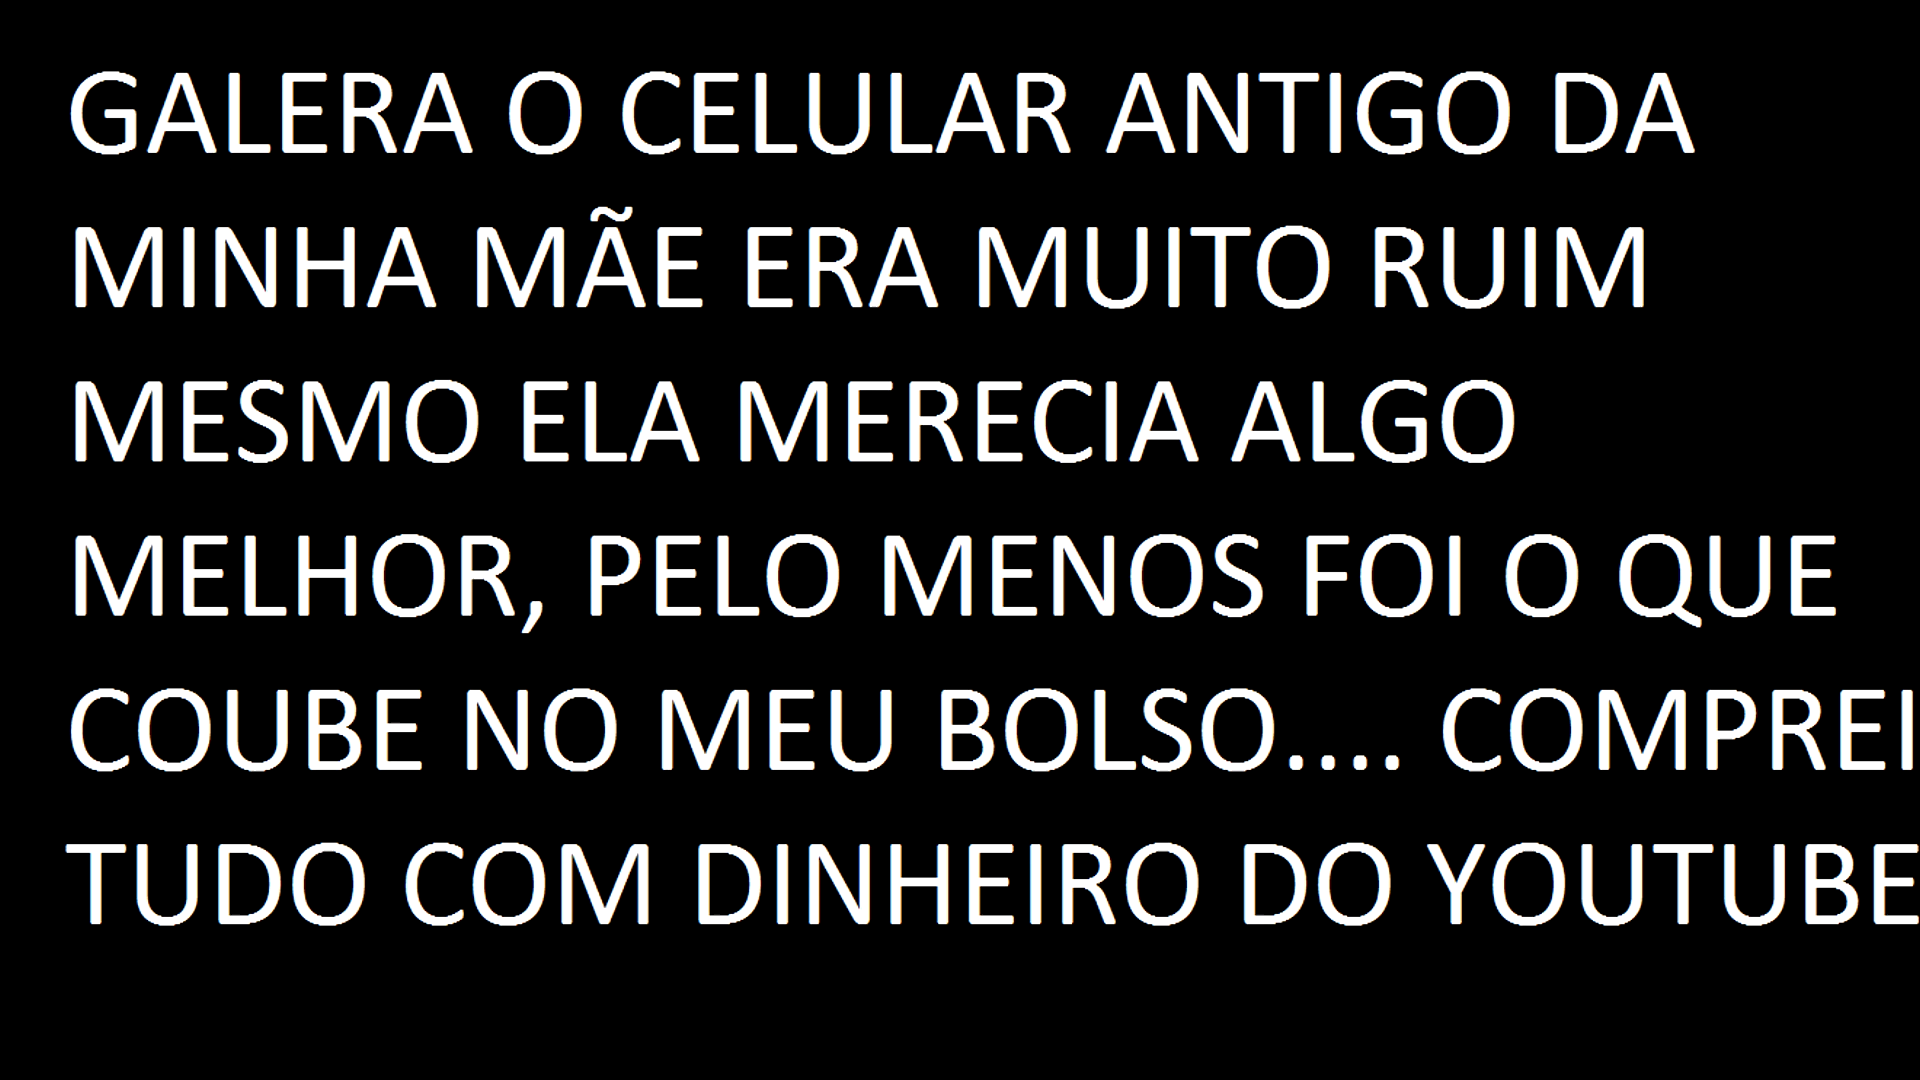 GALERA O CELULAR ANTIGO DA
MINHA MÃE ERA MUITO RUIM
MESMO ELA MERECIA ALGO
MELHOR, PELO MENOS FOI O QUE
COUBE NO MEU BOLSO.... COMPREI
TUDO COM DINHEIRO DO YOUTUBE